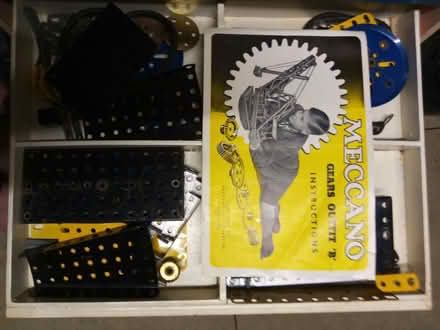 MECCANO
GEARS OUTFIT 'B'
INSTRUCTIONS